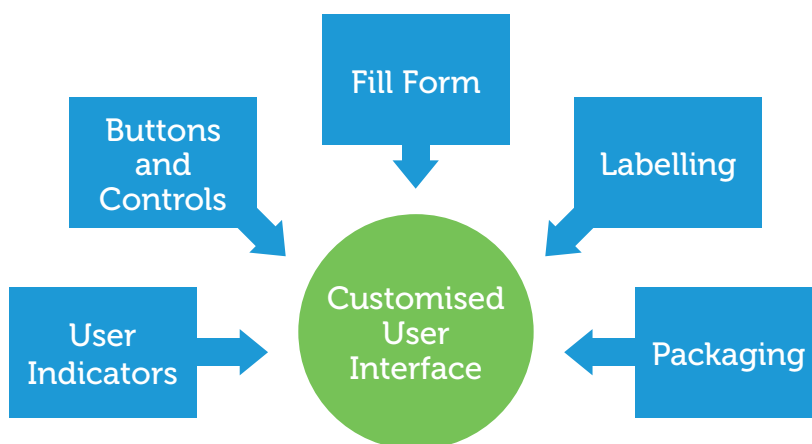 Fill Form
Buttons
and
Controls
Labelling
User
Indicators
Customised
User
Interface
Packaging